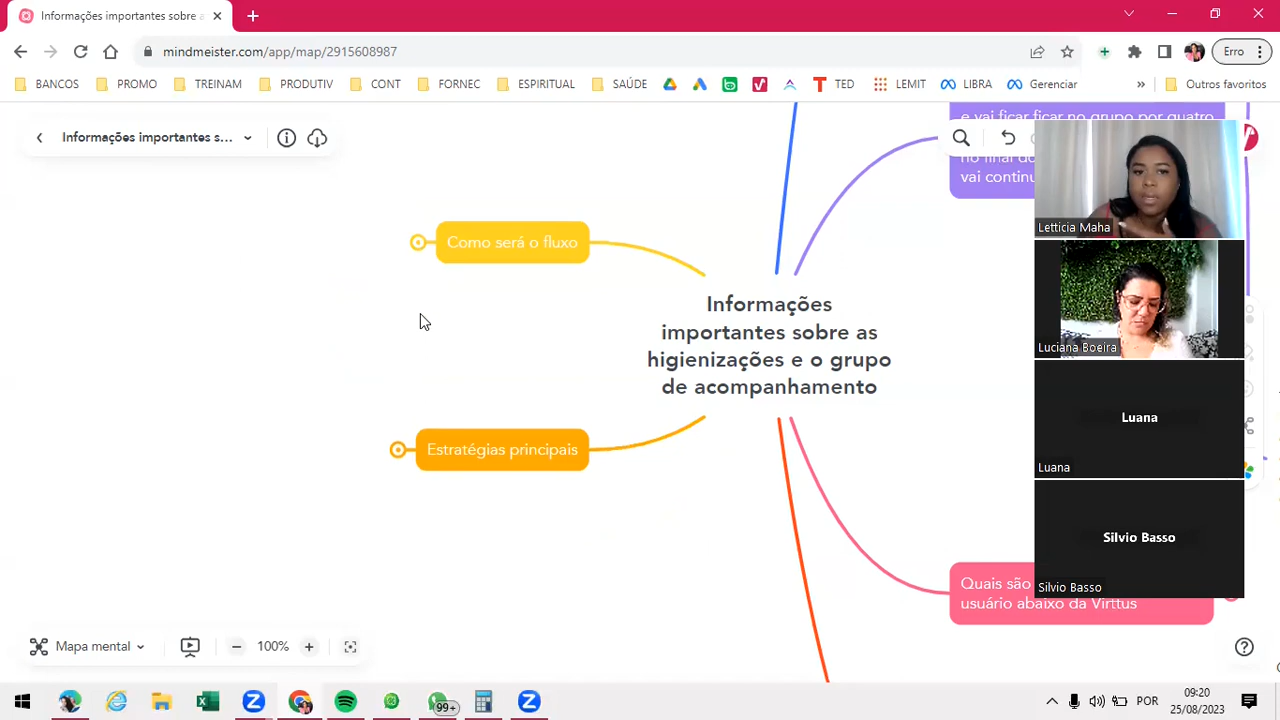 Informações importantes sobre a
mindmeister.com/app/map/2915608987
Erro
BANCOS
PROMO
TREINAM
PRODUTIV
CONT
FORNEC
ESPIRITUAL
SAÚDE
TED
LEMIT
LIBRA
Gerenciar
»
Outros favoritos
Informações importantes s...
e vai ficar ficar no grupo por quatro
no final do
vai continu
Letticia Maha
Como será o fluxo
Informações
importantes sobre as
higienizações e o grupo
de acompanhamento
Luciana Boeira
Luana
Luana
Estratégias principais
Silvio Basso
Silvio Basso
Quais são
usuário abaixo da Virttus
Mapa mental
100%
99+
POR
09:20
25/08/2023